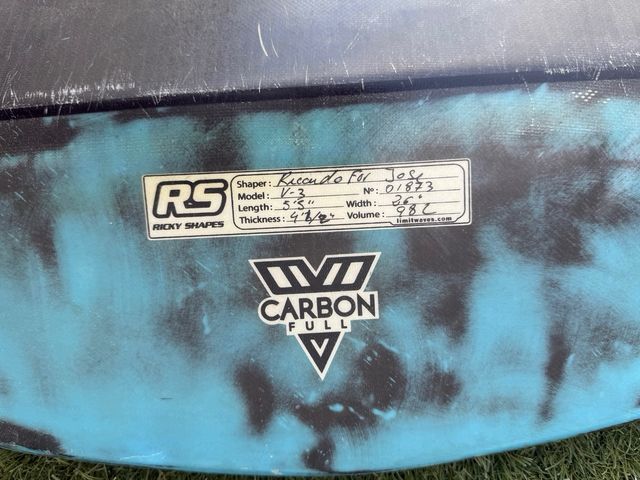 RS
RICKY SHAPES
Shaper: Riccardo For Jose
Model: V-3 Nº: 01873
Length: 5'5" Width: 26"
Thickness: Volume: 98 L
limitwaves.com
CARBON
FULL
V